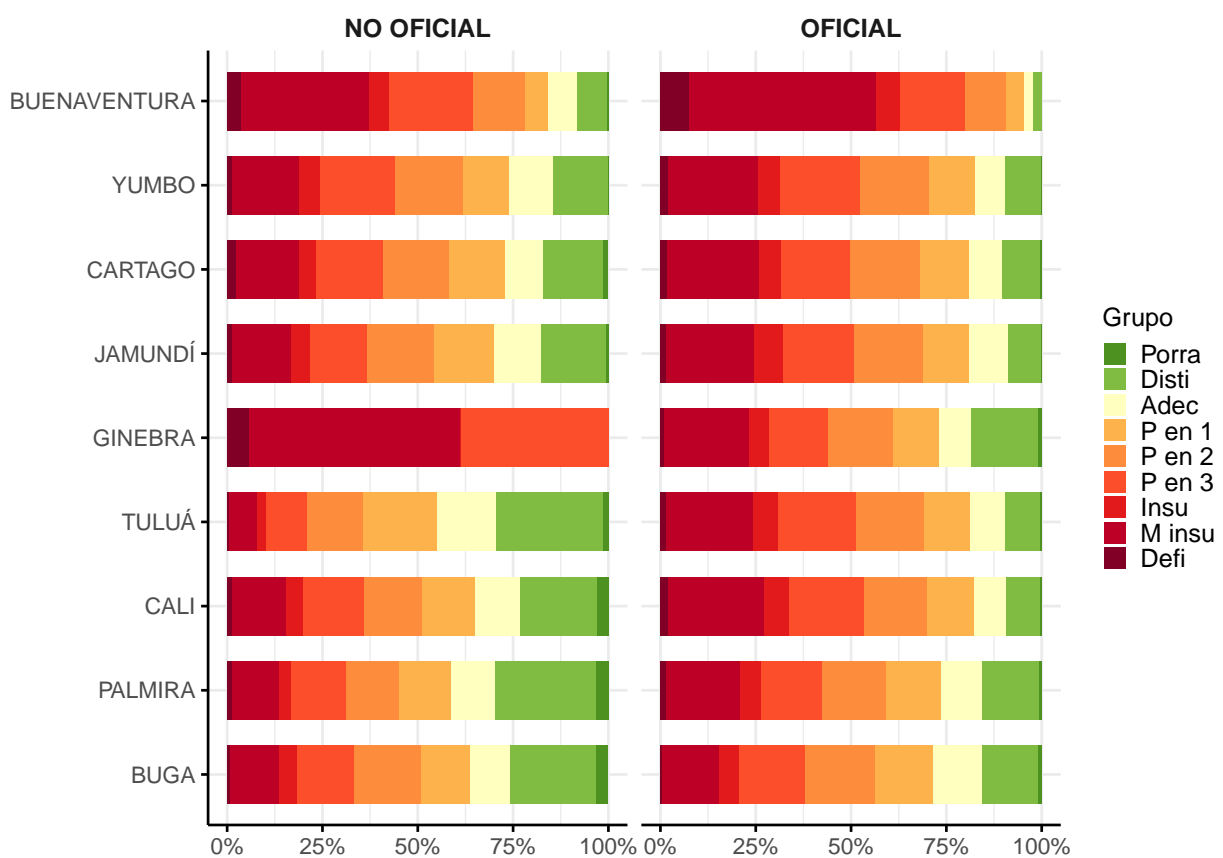 NO OFICIAL
OFICIAL
BUENAVENTURA
YUMBO
CARTAGO
JAMUNDÍ
GINEBRA
TULUÁ
CALI
PALMIRA
BUGA
0%
25%
50%
75%
100%
0%
25%
50%
75%
100%
Grupo
Porra
Disti
Adec
P en 1
P en 2
P en 3
Insu
M insu
Defi